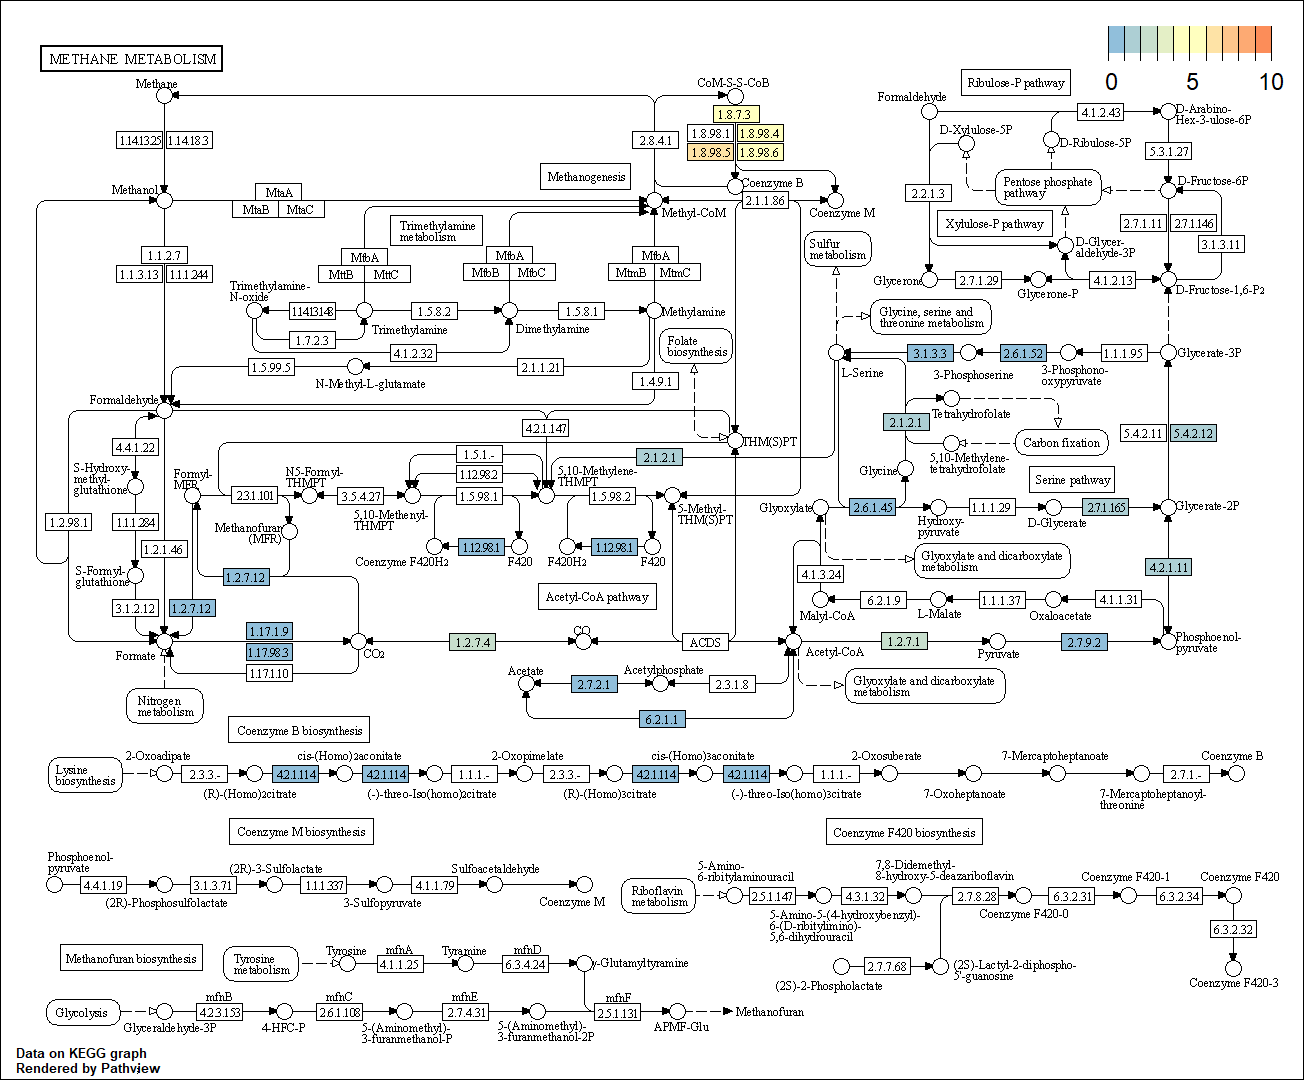 METHANE METABOLISM
0 5 10
Methane
CoM-S-S-CoB
1.8.7.3
1.8.98.1
1.8.98.4
1.8.98.5
1.8.98.6
1.14.13.25
1.14.18.3
2.8.4.1
Methanogenesis
Coenzyme B
2.1.1.86
Coenzyme M
Methyl-CoM
Methanol
MtaA
MtaB
MtaC
Trimethylamine
metabolism
MtbA
MttB
MttC
MtbA
MtbB
MtbC
MtbA
MtmB
MtmC
1.1.2.7
1.1.3.13
1.1.1.244
Trimethylamine-
N-oxide
1.14.13.148
Trimethylamine
1.5.8.2
Dimethylamine
1.5.8.1
Methylamine
1.7.2.3
4.1.2.32
1.5.99.5
N-Methyl-L-glutamate
2.1.1.21
1.4.9.1
Folate
biosynthesis
Ribulose-P pathway
Formaldehyde
4.1.2.43
D-Arabino-
Hex-3-ulose-6P
D-Xylulose-5P
D-Ribulose-5P
5.3.1.27
Pentose phosphate
pathway
D-Fructose-6P
2.2.1.3
Xylulose-P pathway
2.7.1.11
2.7.1.146
3.1.3.11
D-Glycer-
aldehyde-3P
Glycerone
2.7.1.29
Glycerone-P
4.1.2.13
D-Fructose-1,6-P2
Sulfur
metabolism
Glycine, serine and
threonine metabolism
L-Serine
3.1.3.3
3-Phosphoserine
2.6.1.52
3-Phosphono-
oxypyruvate
1.1.1.95
Glycerate-3P
Formaldehyde
4.2.1.147
THM(S)PT
2.1.2.1
2.1.2.1
Tetrahydrofolate
Carbon fixation
5,10-Methylene-
tetrahydrofolate
5.4.2.11
5.4.2.12
Glycine
Serine pathway
4.4.1.22
S-Hydroxy-
methyl-
glutathione
Formyl-
MFR
N5-Formyl-
THMPT
1.5.1.-
1.12.98.2
5,10-Methylene-
THMPT
2.3.1.101
3.5.4.27
1.5.98.1
1.5.98.2
5,10-Methenyl-
THMPT
5-Methyl-
THM(S)PT
Methanofuran
(MFR)
1.2.98.1
1.1.1.284
1.2.1.46
Coenzyme F420H2
1.12.98.1
F420
F420H2
1.12.98.1
F420
S-Formyl-
glutathione
1.2.7.12
Acetyl-CoA pathway
3.1.2.12
1.2.7.12
Glyoxylate
2.6.1.45
Hydroxy-
pyruvate
1.1.1.29
D-Glycerate
2.7.1.165
Glycerate-2P
Glyoxylate and dicarboxylate
metabolism
4.1.3.24
4.2.1.11
Malyl-CoA
6.2.1.9
L-Malate
1.1.1.37
Oxaloacetate
4.1.1.31
Formate
1.17.1.9
1.17.98.3
1.17.1.10
CO2
1.2.7.4
CO
ACDS
Acetyl-CoA
1.2.7.1
Pyruvate
2.7.9.2
Phosphoenol-
pyruvate
Nitrogen
metabolism
Acetate
2.7.2.1
Acetylphosphate
2.3.1.8
6.2.1.1
Glyoxylate and dicarboxylate
metabolism
Coenzyme B biosynthesis
Lysine
biosynthesis
2-Oxoadipate
2.3.3.-
(R)-(Homo)2citrate
4.2.1.114
cis-(Homo)2aconitate
4.2.1.114
(-)-threo-Iso(homo)2citrate
1.1.1.-
2-Oxopimelate
2.3.3.-
(R)-(Homo)3citrate
4.2.1.114
cis-(Homo)3aconitate
4.2.1.114
(-)-threo-Iso(homo)3citrate
1.1.1.-
2-Oxosuberate
7-Oxoheptanoate
7-Mercaptoheptanoate
7-Mercaptoheptanoyl-
threonine
2.7.1.-
Coenzyme B
Coenzyme M biosynthesis
Phosphoenol-
pyruvate
4.4.1.19
(2R)-Phosphosulfolactate
3.1.3.71
(2R)-3-Sulfolactate
1.1.1.337
3-Sulfopyruvate
4.1.1.79
Sulfoacetaldehyde
Coenzyme M
Coenzyme F420 biosynthesis
Riboflavin
metabolism
5-Amino-
6-ribitylaminouracil
2.5.1.147
5-Amino-5-(4-hydroxybenzyl)-
6-(D-ribitylimino)-
5,6-dihydrouracil
4.3.1.32
7,8-Didemethyl-
8-hydroxy-5-deazariboflavin
2.7.8.28
Coenzyme F420-0
6.3.2.31
Coenzyme F420-1
6.3.2.34
Coenzyme F420
6.3.2.32
Coenzyme F420-3
(2S)-2-Phospholactate
2.7.7.68
(2S)-Lactyl-2-diphospho-
5'-guanosine
Methanofuran biosynthesis
Tyrosine
metabolism
Tyrosine
mfnA
4.1.1.25
Tyramine
mfnD
6.3.4.24
γ-Glutamyltyramine
Glycolysis
Glyceraldehyde-3P
mfnB
4.2.3.153
4-HFC-P
mfnC
2.6.1.108
5-(Aminomethyl)-
3-furanmethanol-P
mfnE
2.7.4.31
5-(Aminomethyl)-
3-furanmethanol-2P
mfnF
2.5.1.131
APMF-Glu
Methanofuran
Data on KEGG graph
Rendered by Pathview